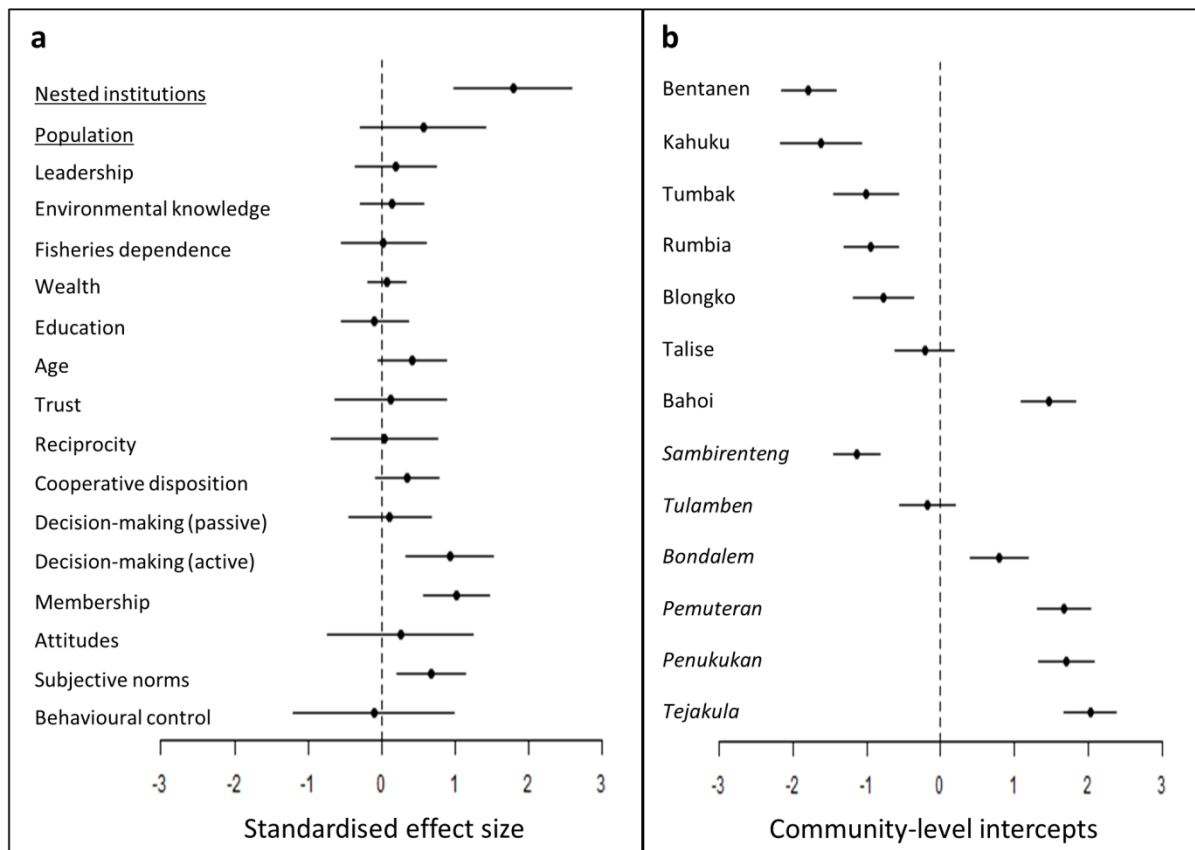 a
Nested institutions
Population
Leadership
Environmental knowledge
Fisheries dependence
Wealth
Education
Age
Trust
Reciprocity
Cooperative disposition
Decision-making (passive)
Decision-making (active)
Membership
Attitudes
Subjective norms
Behavioural control
-3 -2 -1 0 1 2 3
Standardised effect size
b
Bentanen
Kahuku
Tumbak
Rumbia
Blongko
Talise
Bahoi
Sambirenteng
Tulamben
Bondalem
Pemuteran
Penukukan
Tejakula
-3 -2 -1 0 1 2 3
Community-level intercepts